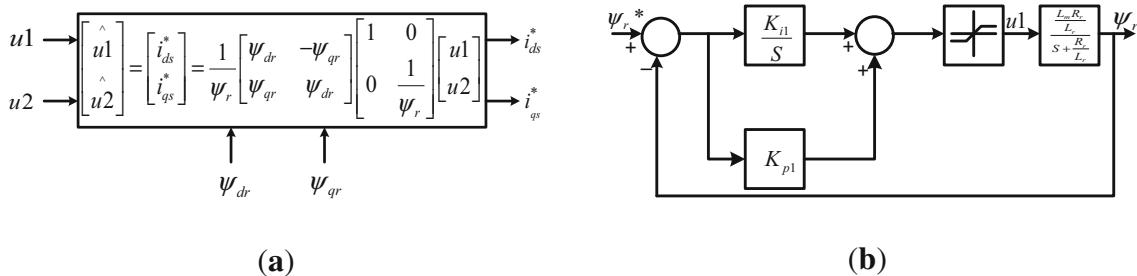 u1
u2
[û1 û2] = [i*ds i*qs] = 1/ψr [ψdr −ψqr ψqr ψdr] [1 0 0 1/ψr] [u1 u2]
i*ds
i*qs
ψdr
ψqr
(a)
ψr*
+
−
Ki1/S
+
+
Kp1
u1
LmRr/Lr / S + Rr/Lr
ψr
(b)